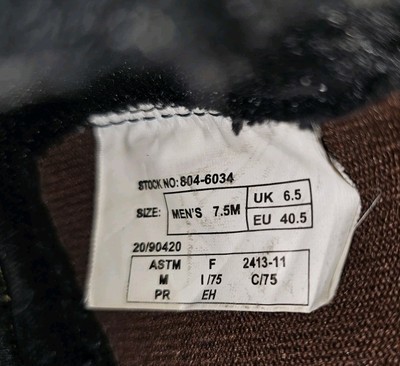 STOCK NO: 804-6034
SIZE: MEN'S 7.5M UK 6.5
EU 40.5
20/90420
ASTM F 2413-11
M I/75 C/75
PR EH